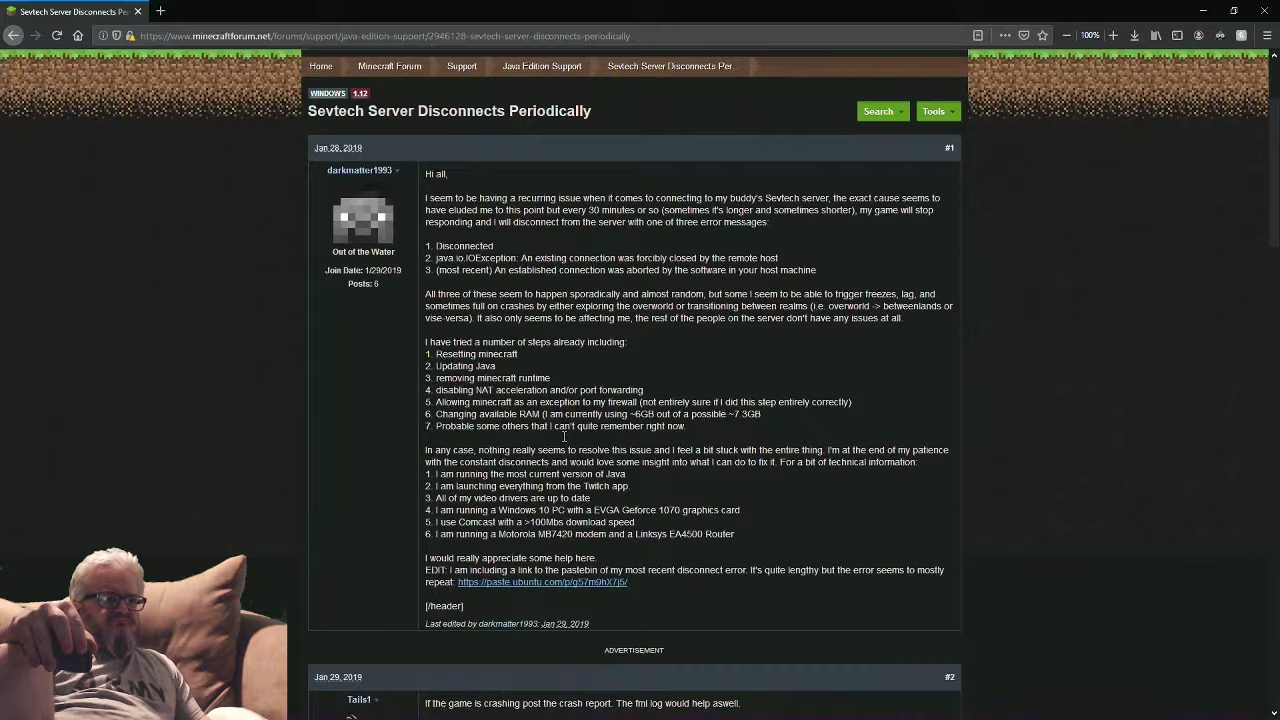 Sevtech Server Disconnects Per
https://www.minecraftforum.net/forums/support/java-edition-support/2946128-sevtech-server-disconnects-periodically
100%
Home
Minecraft Forum
Support
Java Edition Support
Sevtech Server Disconnects Per...
WINDOWS 1.12
Sevtech Server Disconnects Periodically
Search
Tools
Jan 28, 2019
#1
darkmatter1993
Out of the Water
Join Date: 1/29/2019
Posts: 6
Hi all,
I seem to be having a recurring issue when it comes to connecting to my buddy's Sevtech server, the exact cause seems to
have eluded me to this point but every 30 minutes or so (sometimes it's longer and sometimes shorter), my game will stop
responding and I will disconnect from the server with one of three error messages:
1. Disconnected
2. java.io.IOException: An existing connection was forcibly closed by the remote host
3. (most recent) An established connection was aborted by the software in your host machine
All three of these seem to happen sporadically and almost random, but some I seem to be able to trigger freezes, lag, and
sometimes full on crashes by either exploring the overworld or transitioning between realms (i.e. overworld -> betweenlands or
vise-versa). It also only seems to be affecting me, the rest of the people on the server don't have any issues at all.
I have tried a number of steps already including:
1. Resetting minecraft
2. Updating Java
3. removing minecraft runtime
4. disabling NAT acceleration and/or port forwarding
5. Allowing minecraft as an exception to my firewall (not entirely sure if I did this step entirely correctly)
6. Changing available RAM (I am currently using ~6GB out of a possible ~7.3GB
7. Probable some others that I can't quite remember right now.
In any case, nothing really seems to resolve this issue and I feel a bit stuck with the entire thing. I'm at the end of my patience
with the constant disconnects and would love some insight into what I can do to fix it. For a bit of technical information:
1. I am running the most current version of Java.
2. I am launching everything from the Twitch app.
3. All of my video drivers are up to date
4. I am running a Windows 10 PC with a EVGA Geforce 1070 graphics card
5. I use Comcast with a >100Mbs download speed
6. I am running a Motorola MB7420 modem and a Linksys EA4500 Router
I would really appreciate some help here.
EDIT: I am including a link to the pastebin of my most recent disconnect error. It's quite lengthy but the error seems to mostly
repeat: https://paste.ubuntu.com/p/g57m9hX7j5/
[/header]
Last edited by darkmatter1993: Jan 29, 2019
ADVERTISEMENT
Jan 29, 2019
#2
Tails1
If the game is crashing post the crash report. The fml log would help aswell.